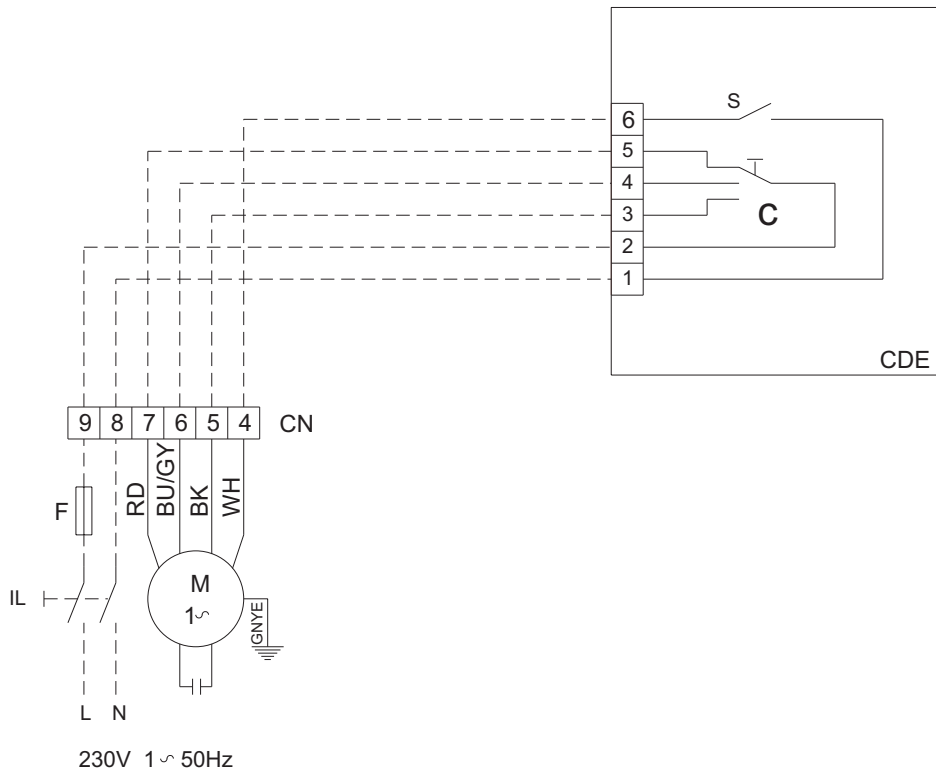 S
6
5
4
C
3
2
1
CDE
9 8 7 6 5 4 CN
F
RD
BU/GY
BK
WH
M
1~
IL
GNYE
L N
230V 1~ 50Hz